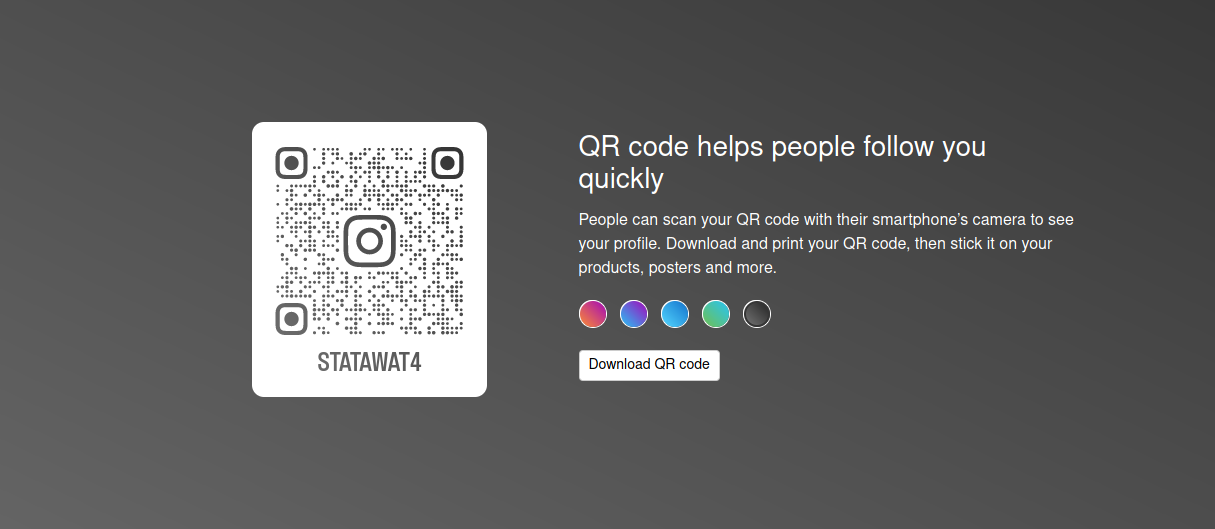 STATAWAT4
QR code helps people follow you
quickly
People can scan your QR code with their smartphone's camera to see
your profile. Download and print your QR code, then stick it on your
products, posters and more.
Download QR code